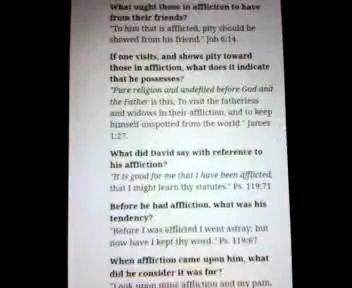 What ought those in affliction to have
from their friends?
"To him that is afflicted, pity should be
showed from his friend." Job 6:14.
If one visits, and shows pity toward
those in affliction, what does it indicate
that he possesses?
"Pure religion and undefiled before God and
the Father is this, To visit the fatherless
and widows in their affliction, and to keep
himself unspotted from the world." James
1:27.
What did David say with reference to
his affliction?
"It is good for me that I have been afflicted;
that I might learn thy statutes." Ps. 119:71
Before he had affliction, what was his
tendency?
"Before I was afflicted I went astray: but
now have I kept thy word." Ps. 119:67
When affliction came upon him, what
did he consider it was for?
"Look upon mine affliction and my pain,